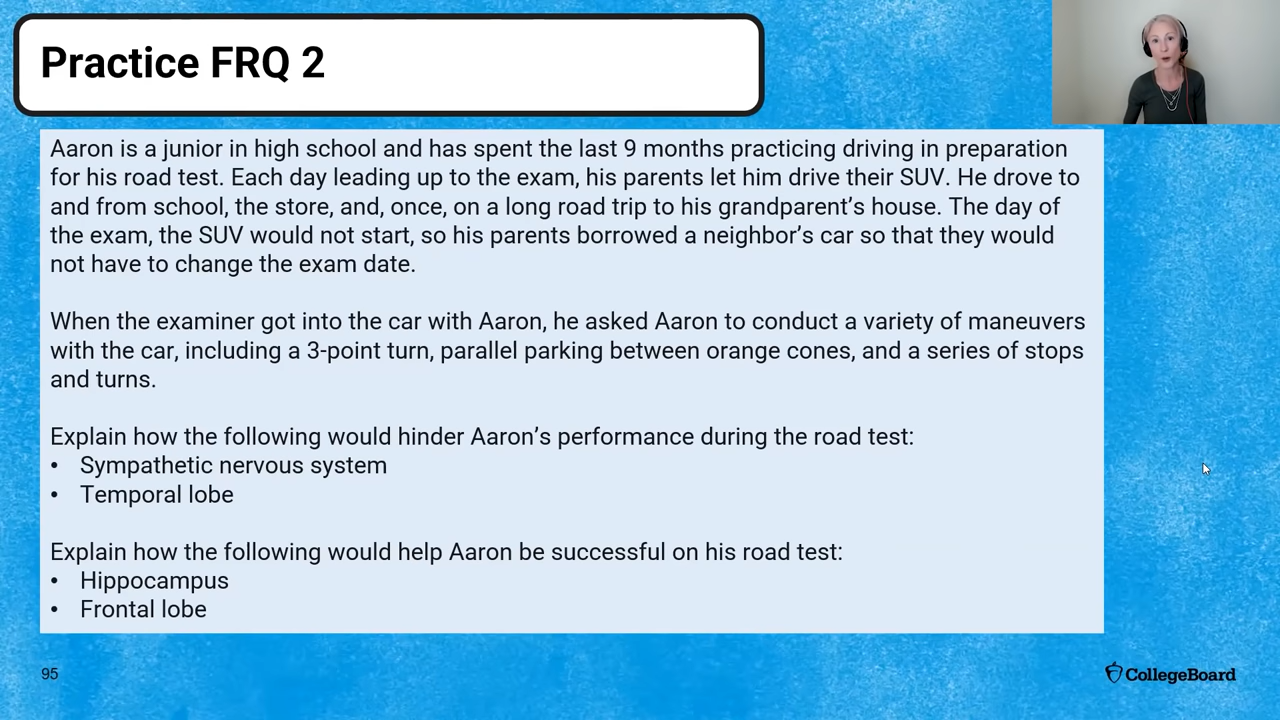 Practice FRQ 2
Aaron is a junior in high school and has spent the last 9 months practicing driving in preparation
for his road test. Each day leading up to the exam, his parents let him drive their SUV. He drove to
and from school, the store, and, once, on a long road trip to his grandparent’s house. The day of
the exam, the SUV would not start, so his parents borrowed a neighbor’s car so that they would
not have to change the exam date.
When the examiner got into the car with Aaron, he asked Aaron to conduct a variety of maneuvers
with the car, including a 3-point turn, parallel parking between orange cones, and a series of stops
and turns.
Explain how the following would hinder Aaron’s performance during the road test:
• Sympathetic nervous system
• Temporal lobe
Explain how the following would help Aaron be successful on his road test:
• Hippocampus
• Frontal lobe
95
CollegeBoard